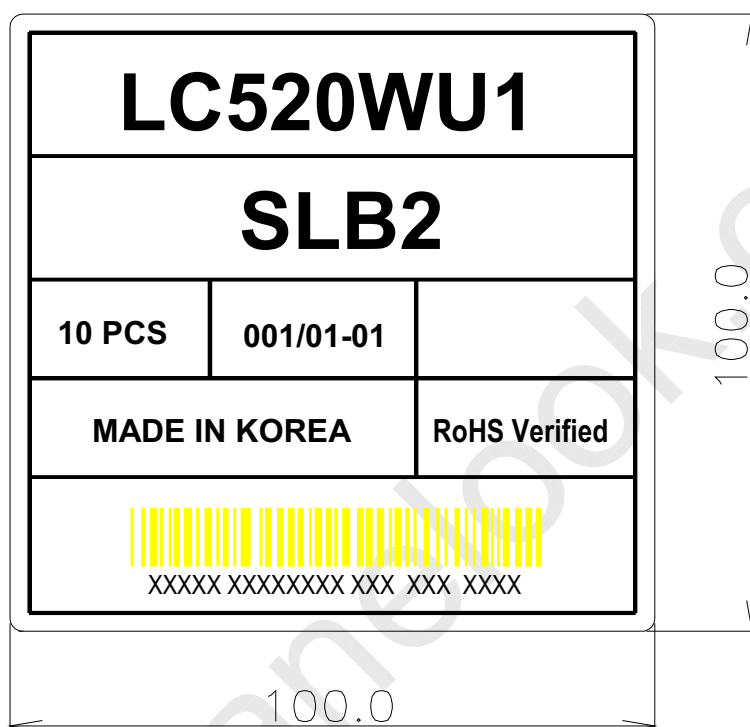 LC520WU1
SLB2
10 PCS
001/01-01
MADE IN KOREA
RoHS Verified
XXXXX XXXXXXXX XXX XXX XXXX
100.0
100.0